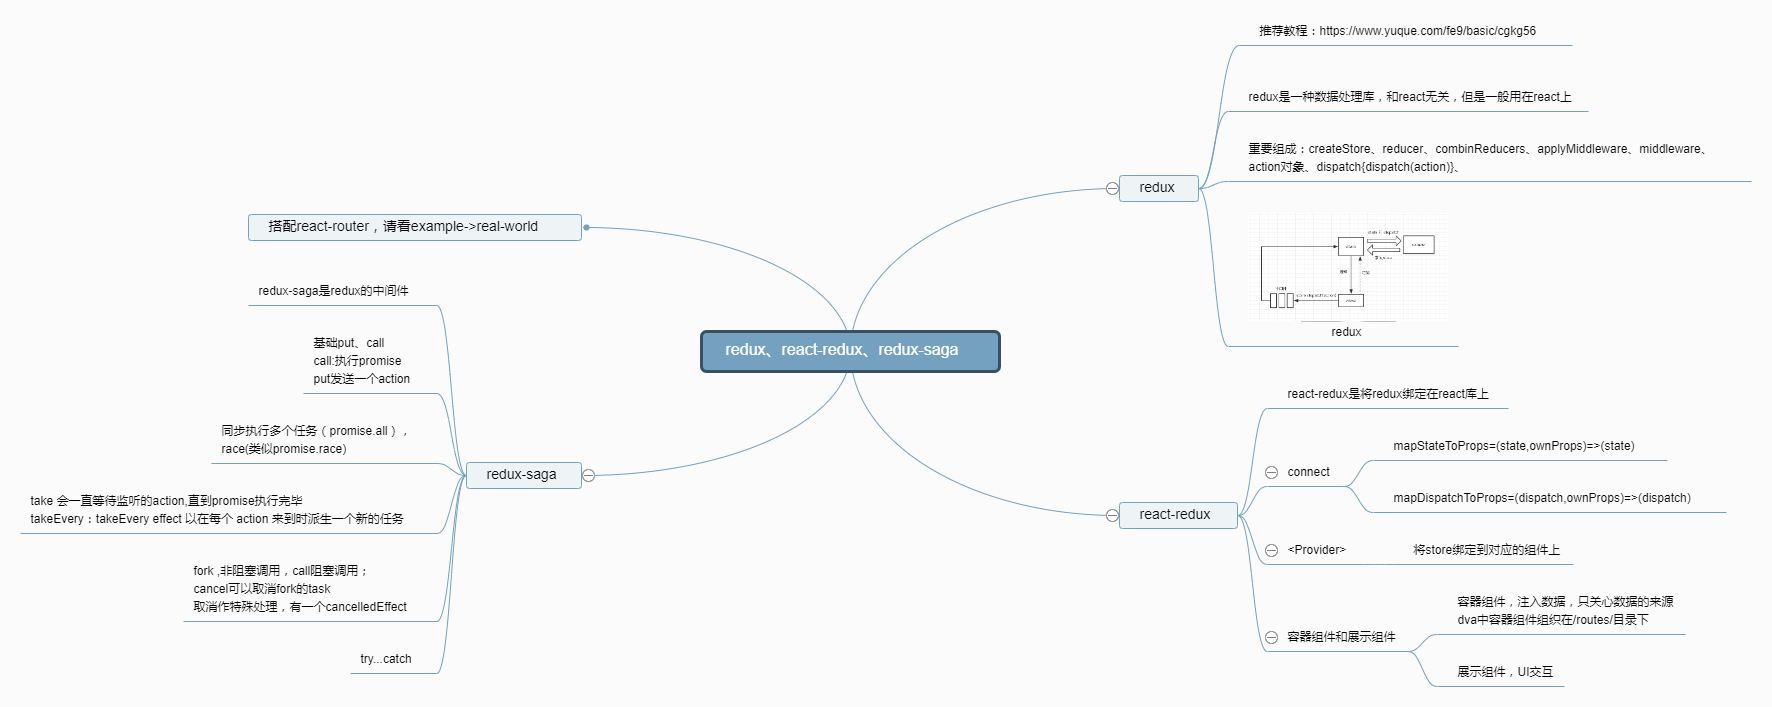 redux、react-redux、redux-saga
redux
推荐教程：https://www.yuque.com/fe9/basic/cgkg56
redux是一种数据处理库，和react无关，但是一般用在react上
重要组成：createStore、reducer、combinReducers、applyMiddleware、middleware、
action对象、dispatch{dispatch(action)}、
redux
react-redux
react-redux是将redux绑定在react库上
connect
mapStateToProps=(state,ownProps)=>(state)
mapDispatchToProps=(dispatch,ownProps)=>(dispatch)
<Provider>
将store绑定到对应的组件上
容器组件和展示组件
容器组件，注入数据，只关心数据的来源
dva中容器组件组织在/routes/目录下
展示组件，UI交互
搭配react-router，请看example->real-world
redux-saga
redux-saga是redux的中间件
基础put、call
call:执行promise
put发送一个action
同步执行多个任务（promise.all），
race(类似promise.race)
take 会一直等待监听的action,直到promise执行完毕
takeEvery：takeEvery effect 以在每个 action 来到时派生一个新的任务
fork ,非阻塞调用，call阻塞调用；
cancel可以取消fork的task
取消作特殊处理，有一个cancelledEffect
try...catch